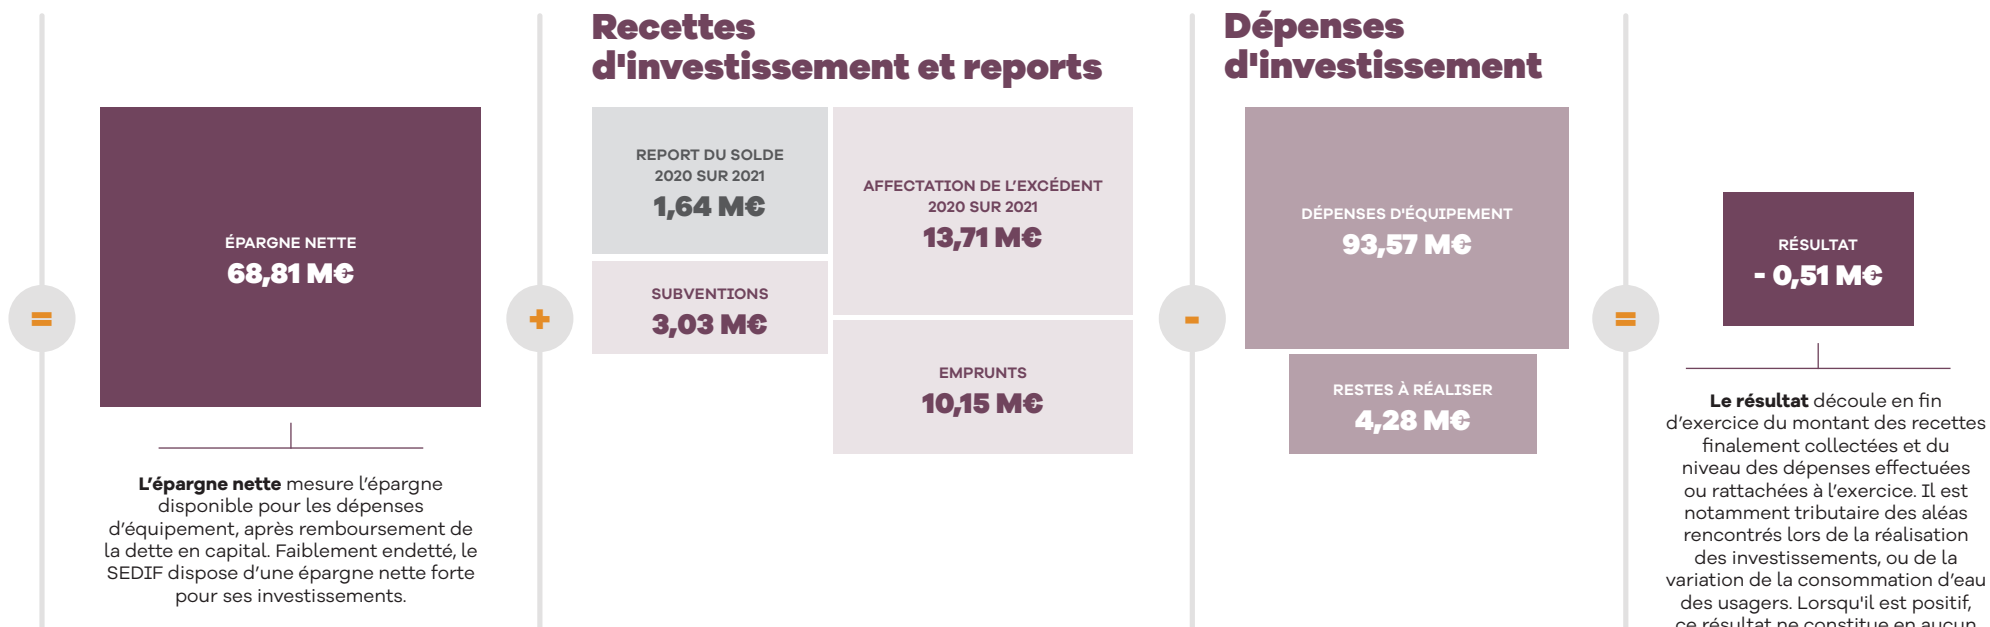 =
ÉPARGNE NETTE
68,81 M€
L'épargne nette mesure l'épargne
disponible pour les dépenses
d'équipement, après remboursement de
la dette en capital. Faiblement endetté, le
SEDIF dispose d'une épargne nette forte
pour ses investissements.
+
Recettes
d'investissement et reports
REPORT DU SOLDE
2020 SUR 2021
1,64 M€
SUBVENTIONS
3,03 M€
AFFECTATION DE L'EXCÉDENT
2020 SUR 2021
13,71 M€
EMPRUNTS
10,15 M€
-
Dépenses
d'investissement
DÉPENSES D'ÉQUIPEMENT
93,57 M€
RESTES À RÉALISER
4,28 M€
=
RÉSULTAT
- 0,51 M€
Le résultat découle en fin
d'exercice du montant des recettes
finalement collectées et du
niveau des dépenses effectuées
ou rattachées à l'exercice. Il est
notamment tributaire des aléas
rencontrés lors de la réalisation
des investissements, ou de la
variation de la consommation d'eau
des usagers. Lorsqu'il est positif,
ce résultat ne constitue en aucun